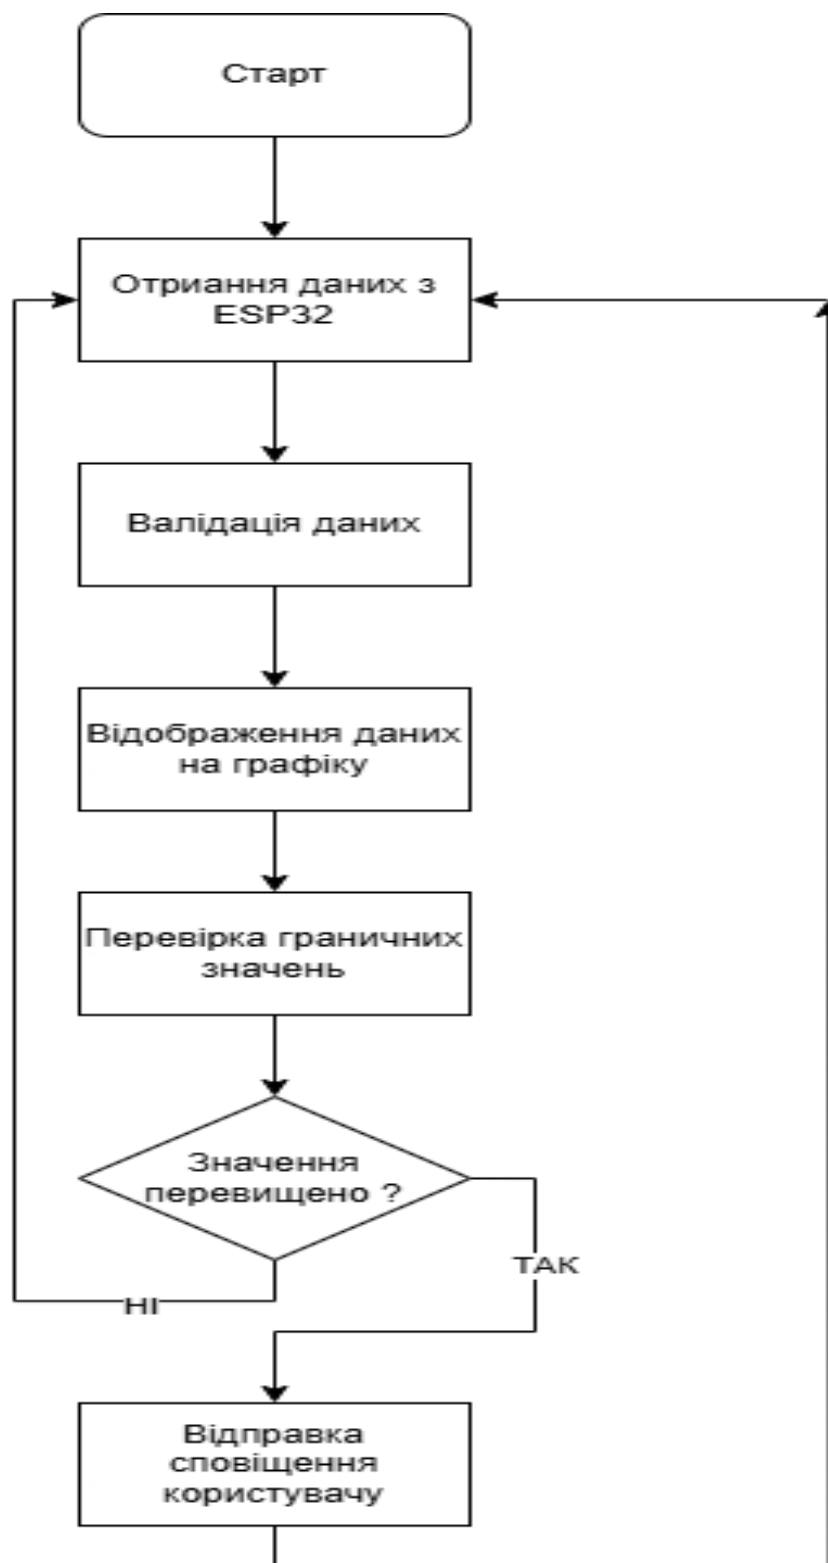 Старт
Отриання даних з
ESP32
Валідація даних
Відображення даних
на графіку
Перевірка граничних
значень
Значення
перевищено ?
ТАК
НІ
Відправка
сповіщення
користувачу